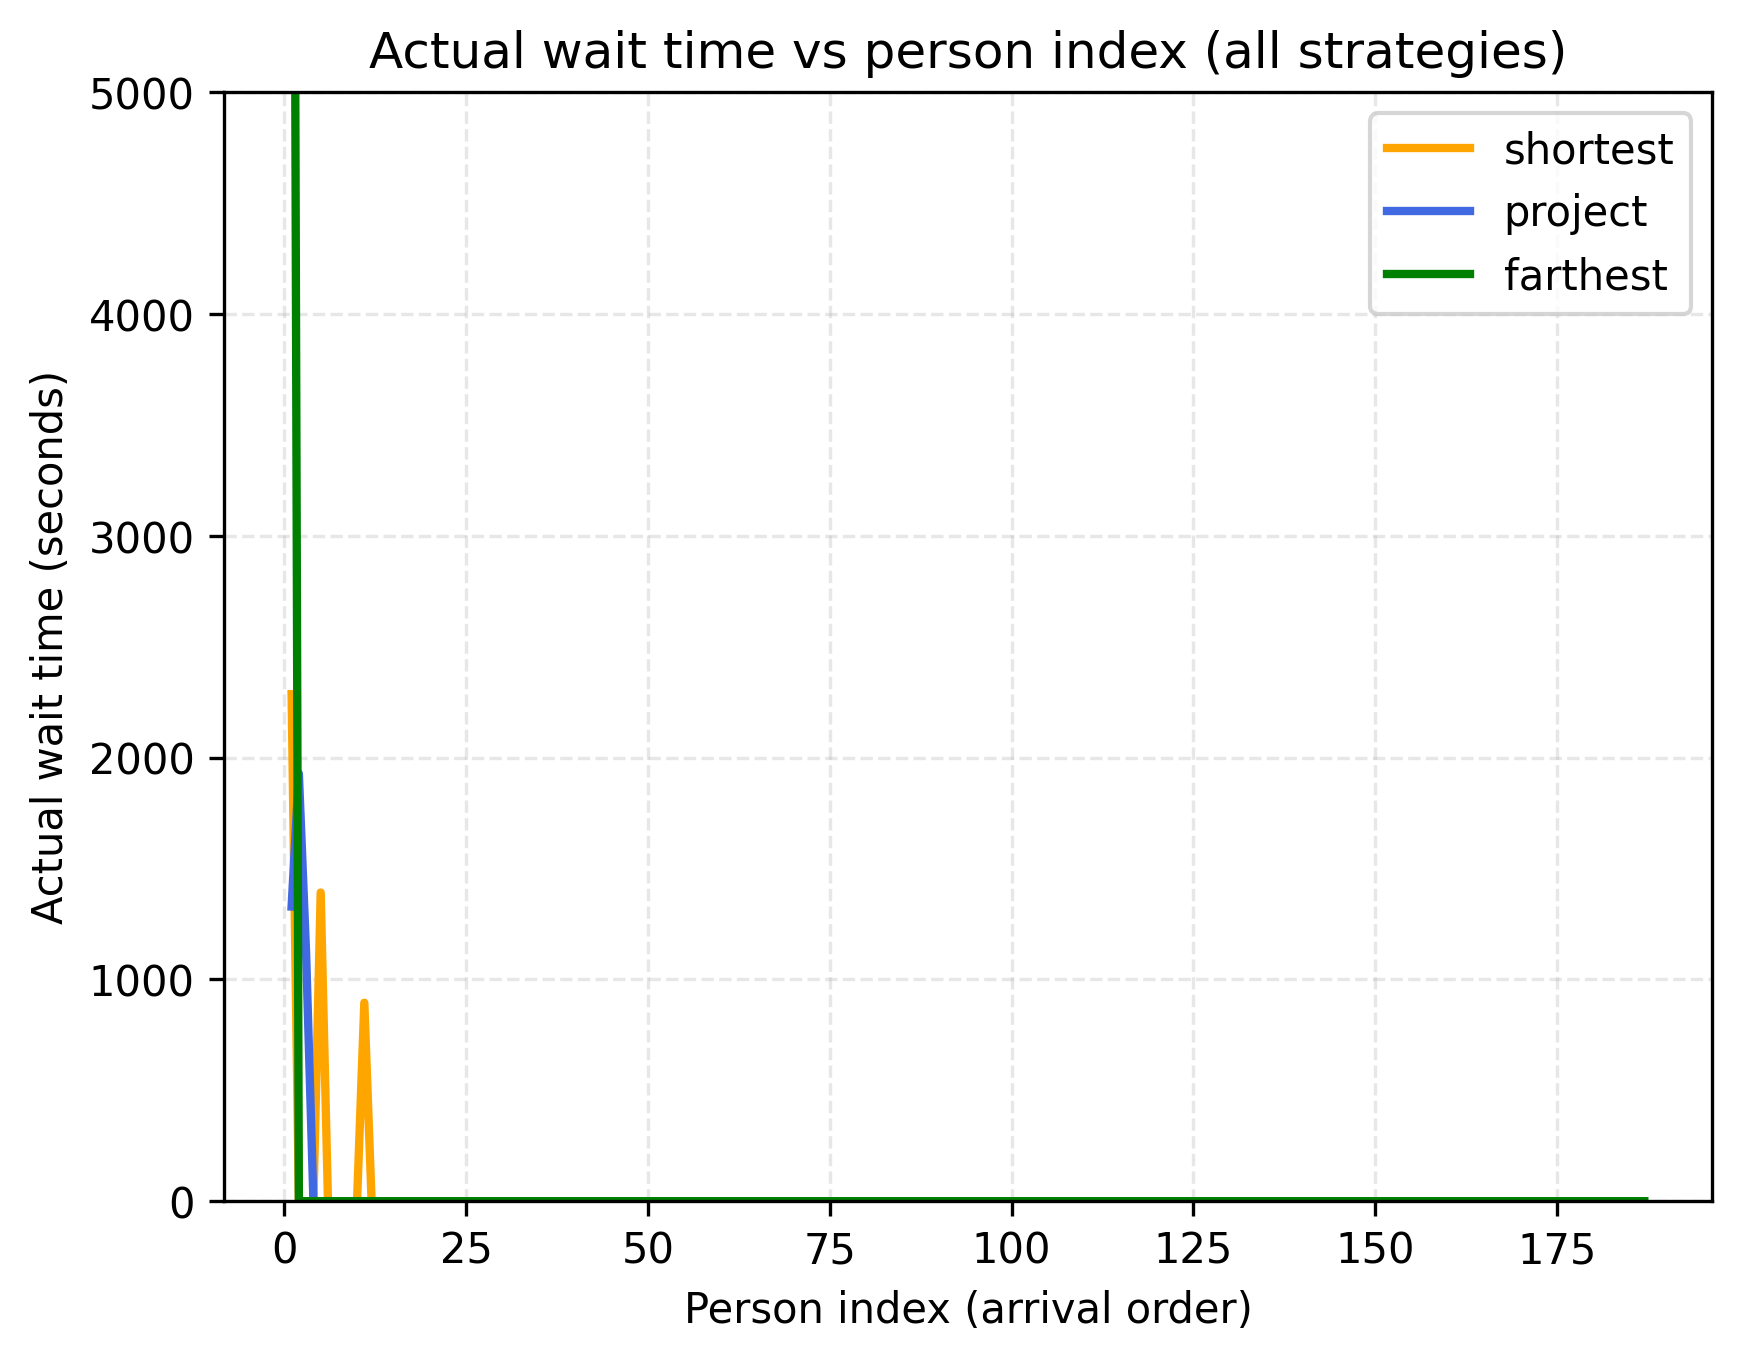 Actual wait time vs person index (all strategies)
5000
4000
3000
2000
1000
0
Actual wait time (seconds)
shortest
project
farthest
0 25 50 75 100 125 150 175
Person index (arrival order)